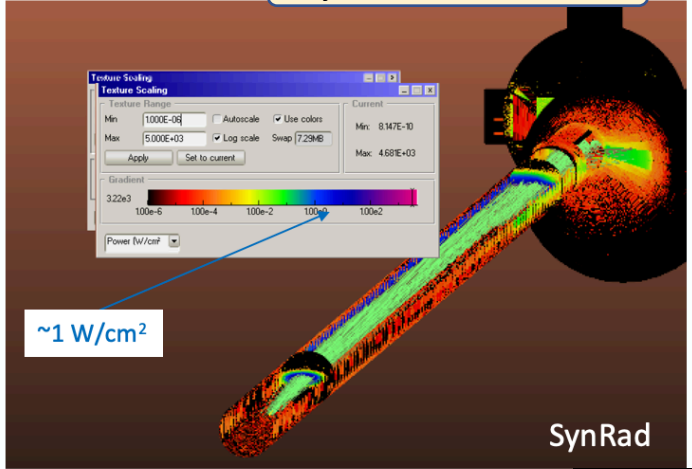 Texture Scaling
Texture Scaling
Texture Range
Current
Min 1.000E-06 Autoscale Use colors
Min: 8.147E-10
Max 5.000E+03 Log scale Swap 7.29MB
Max: 4.681E+03
Apply Set to current
Gradient
3.22e3
1.00e-6 1.00e-4 1.00e-2 1.00e0 1.00e2
Power [W/cm²
~1 W/cm²
SynRad